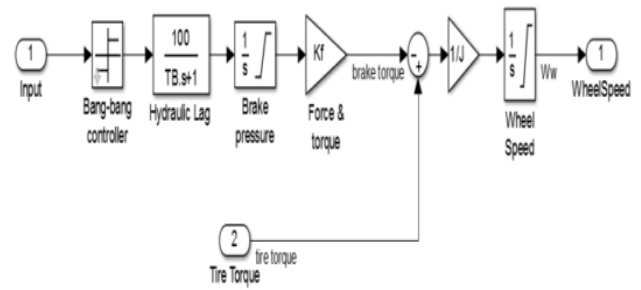 1
Input
Bang-bang
controller
100
TB.s+1
Hydraulic Lag
1
s
Brake
pressure
Kf
Force &
torque
brake torque
1/J
1
s
Wheel
Speed
Ww
1
WheelSpeed
2
Tire Torque
tire torque